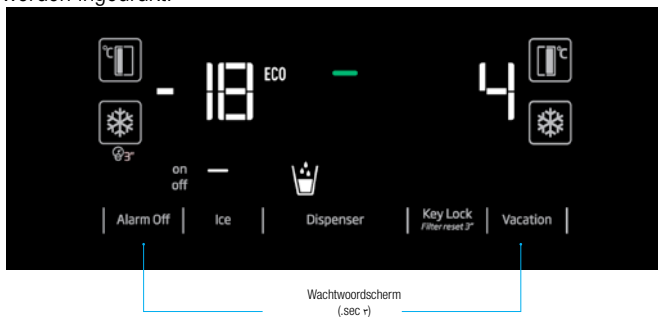 worden ingedrukt.
°C °C
- 18 ECO 4
3"
on
off
Alarm Off Ice Dispenser Key Lock Vacation
Filter reset 3"
Wachtwoordscherm
(.sec ٣)